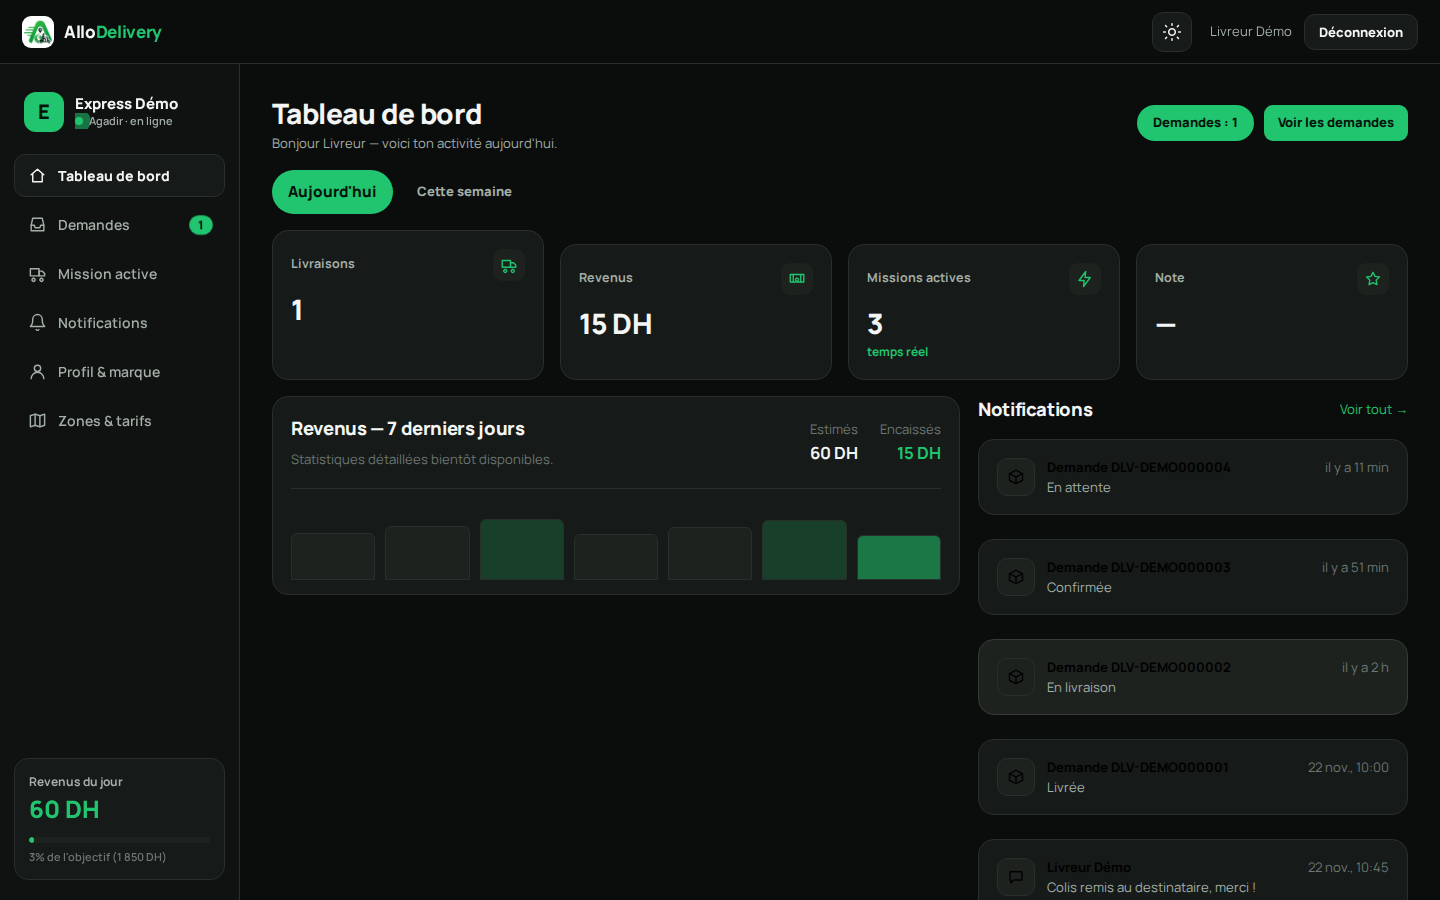 AlloDelivery
Livreur Démo
Déconnexion
E
Express Démo
Agadir · en ligne
Tableau de bord
Demandes
1
Mission active
Notifications
Profil & marque
Zones & tarifs
Revenus du jour
60 DH
3% de l'objectif (1 850 DH)
Tableau de bord
Bonjour Livreur — voici ton activité aujourd'hui.
Demandes : 1
Voir les demandes
Aujourd'hui
Cette semaine
Livraisons
1
Revenus
15 DH
Missions actives
3
temps réel
Note
—
Revenus — 7 derniers jours
Statistiques détaillées bientôt disponibles.
Estimés
60 DH
Encaissés
15 DH
Notifications
Voir tout →
Demande DLV-DEMO000004
il y a 11 min
En attente
Demande DLV-DEMO000003
il y a 51 min
Confirmée
Demande DLV-DEMO000002
il y a 2 h
En livraison
Demande DLV-DEMO000001
22 nov., 10:00
Livrée
Livreur Démo
22 nov., 10:45
Colis remis au destinataire, merci !